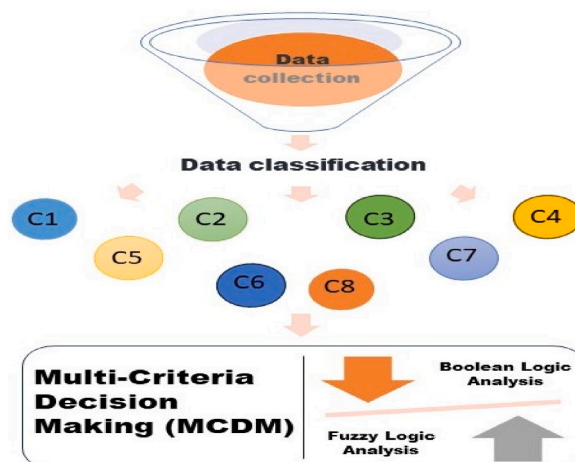 Data
collection
Data classification
C1
C2
C3
C4
C5
C6
C8
C7
Multi-Criteria
Decision
Making (MCDM)
Boolean Logic
Analysis
Fuzzy Logic
Analysis